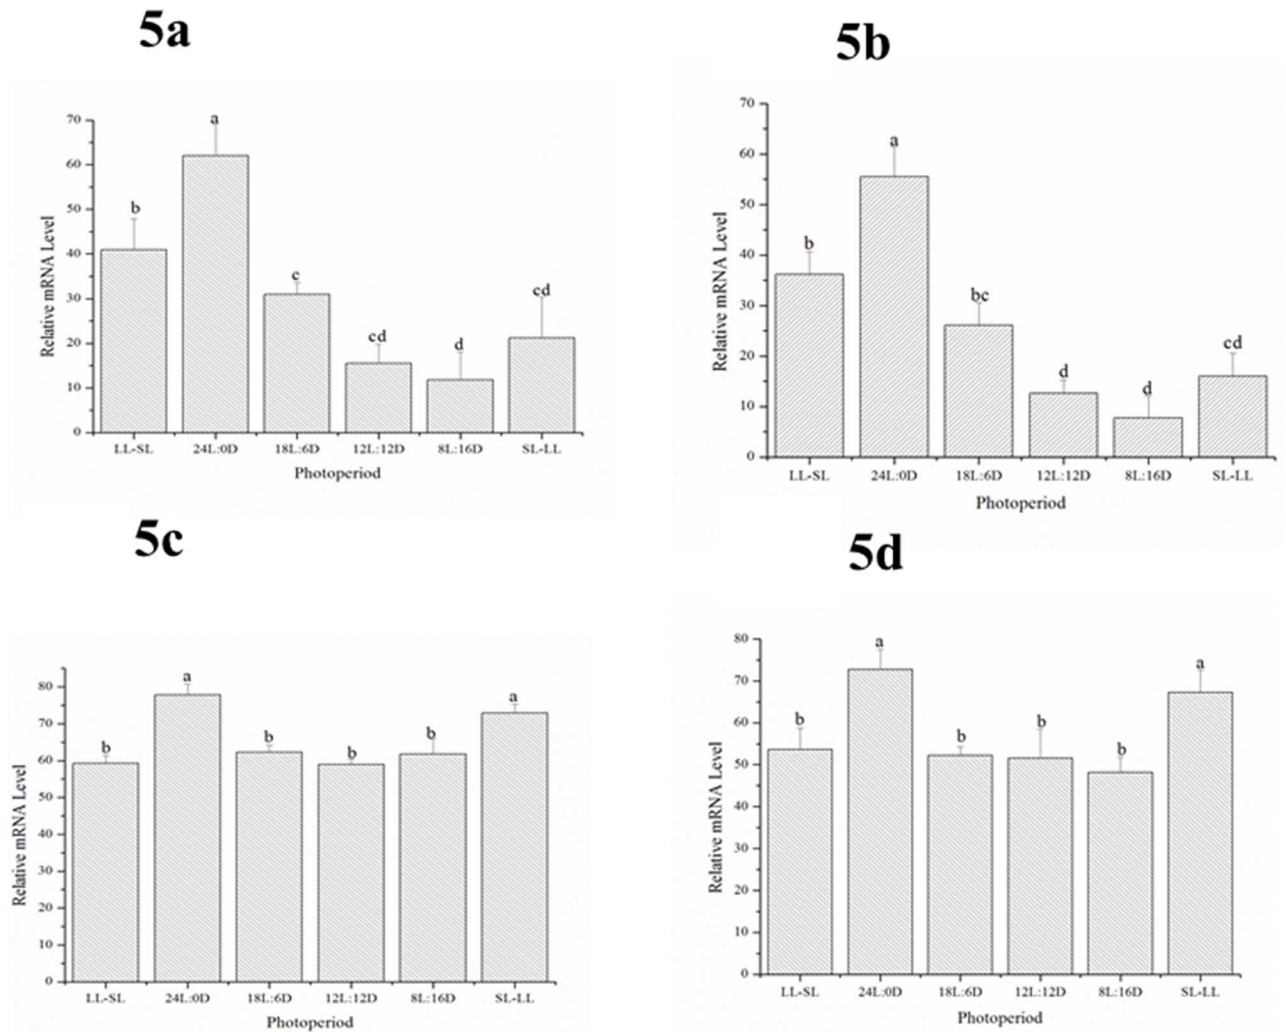 5a
70
60
50
40
30
20
10
0
Relative mRNA Level
b
a
c
cd
d
cd
LL-SL 24L:0D 18L:6D 12L:12D 8L:16D SL-LL
Photoperiod
5b
70
60
50
40
30
20
10
0
Relative mRNA Level
b
a
bc
d
d
cd
LL-SL 24L:0D 18L:6D 12L:12D 8L:16D SL-LL
Photoperiod
5c
80
70
60
50
40
30
20
10
0
Relative mRNA Level
b
a
b
b
b
a
LL-SL 24L:0D 18L:6D 12L:12D 8L:16D SL-LL
Photoperiod
5d
80
70
60
50
40
30
20
10
0
Relative mRNA Level
b
a
b
b
b
a
LL-SL 24L:0D 18L:6D 12L:12D 8L:16D SL-LL
Photoperiod